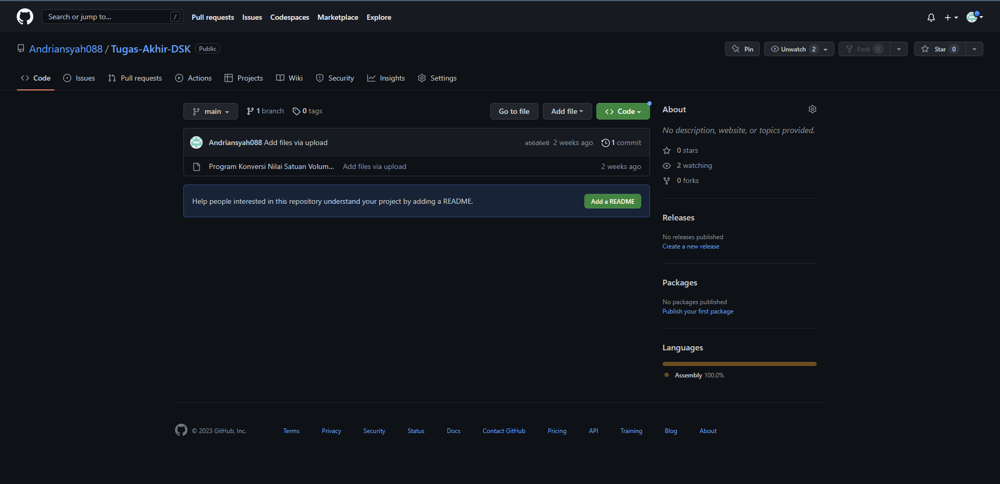 Search or jump to... /
Pull requests Issues Codespaces Marketplace Explore
Andriansyah088 / Tugas-Akhir-DSK Public
Pin Unwatch 2 Fork 0 Star 0
Code Issues Pull requests Actions Projects Wiki Security Insights Settings
main 1 branch 0 tags
Go to file Add file Code
Andriansyah088 Add files via upload ab6d6e0 2 weeks ago 1 commit
Program Konversi Nilai Satuan Volum... Add files via upload 2 weeks ago
Help people interested in this repository understand your project by adding a README. Add a README
About
No description, website, or topics provided.
0 stars
2 watching
0 forks
Releases
No releases published
Create a new release
Packages
No packages published
Publish your first package
Languages
Assembly 100.0%
© 2023 GitHub, Inc. Terms Privacy Security Status Docs Contact GitHub Pricing API Training Blog About